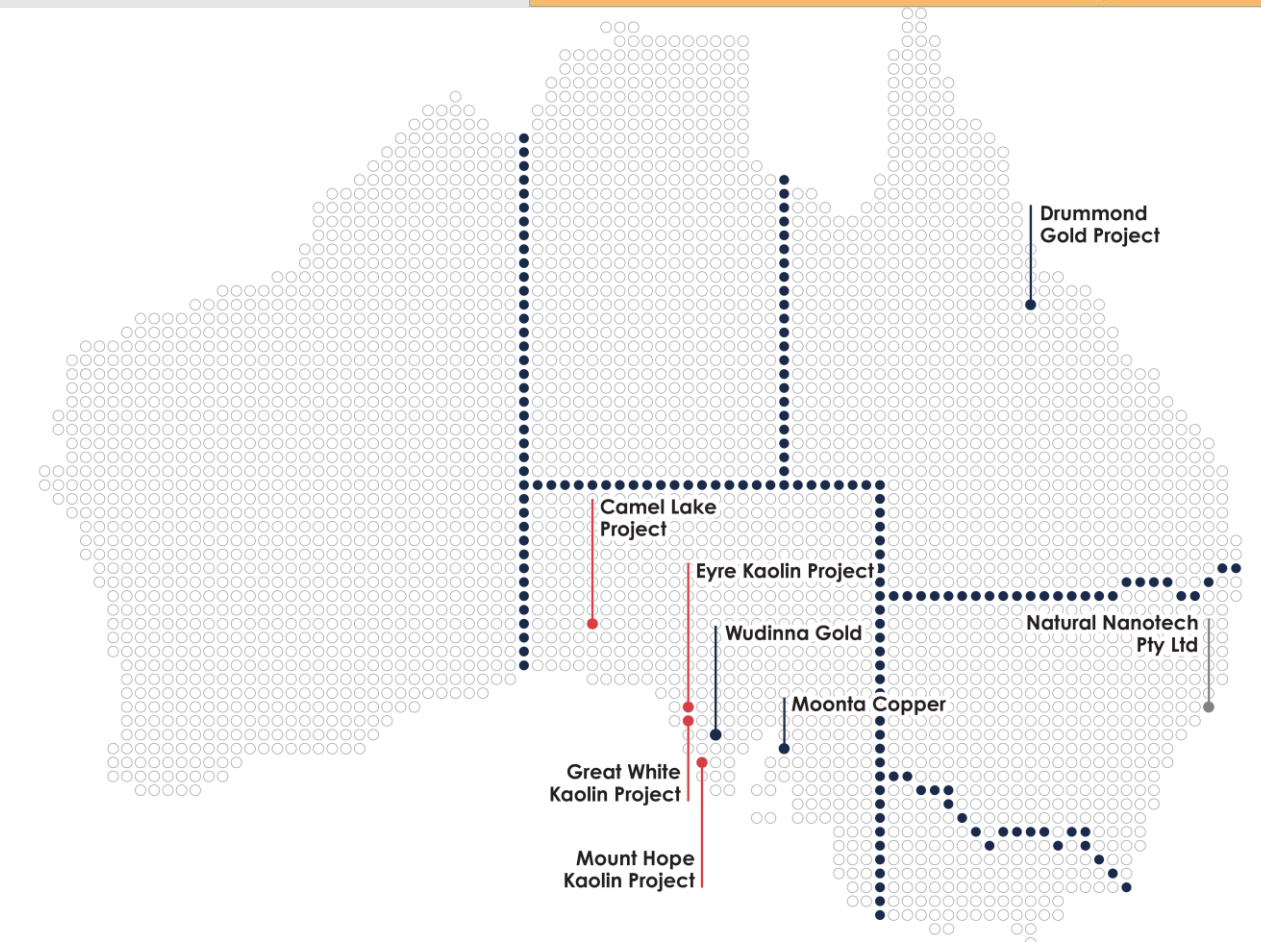 Drummond
Gold Project
Camel Lake
Project
Eyre Kaolin Project
Wudinna Gold
Natural Nanotech
Pty Ltd
Moonta Copper
Great White
Kaolin Project
Mount Hope
Kaolin Project